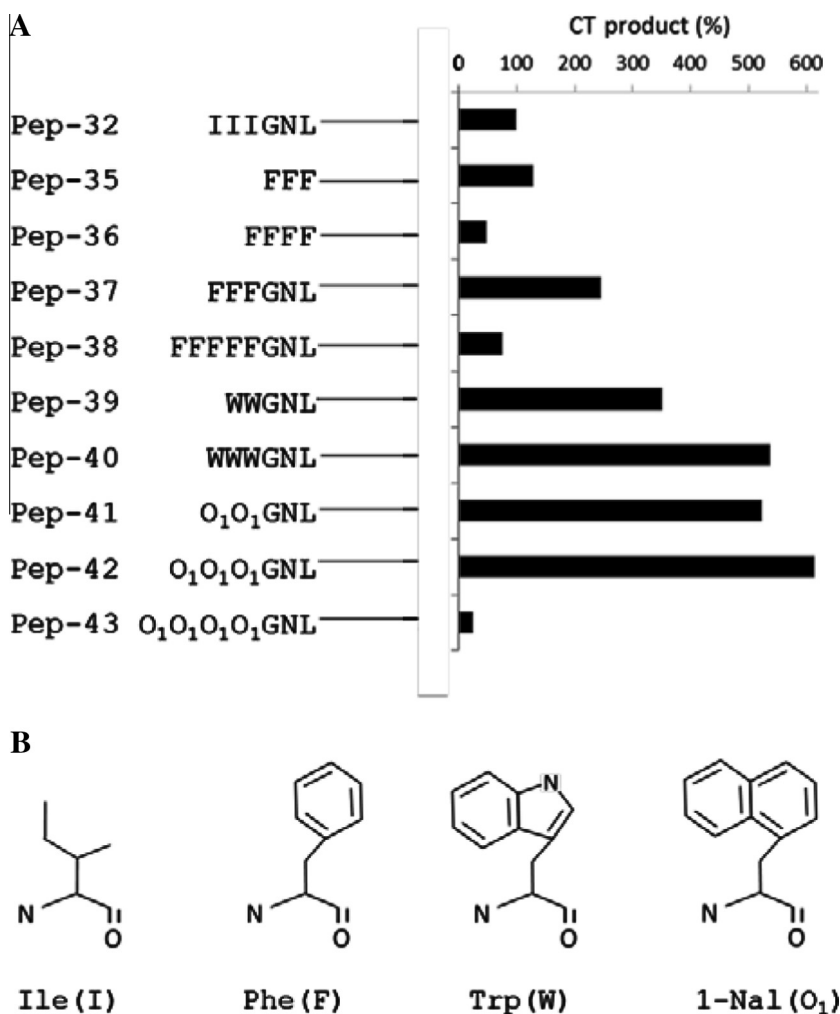 A
CT product (%)
0 100 200 300 400 500 600
Pep-32 IIIGNL
Pep-35 FFF
Pep-36 FFFF
Pep-37 FFFGNL
Pep-38 FFFFFGNL
Pep-39 WWGNL
Pep-40 WWWGNL
Pep-41 O₁O₁GNL
Pep-42 O₁O₁O₁GNL
Pep-43 O₁O₁O₁O₁GNL
B
N
N O N O N O N O
Ile(I) Phe(F) Trp(W) 1-Nal(O₁)